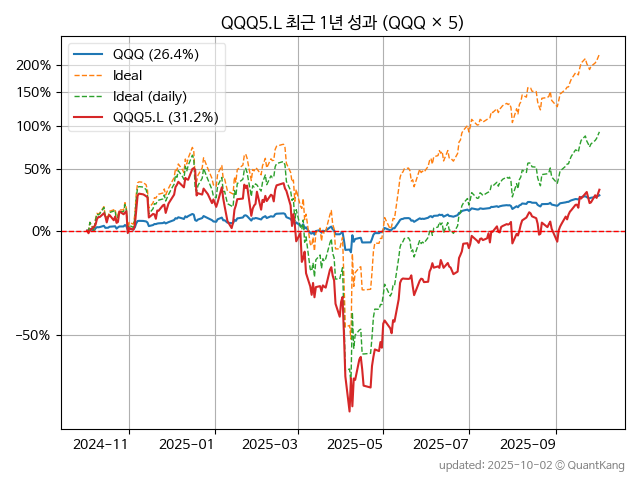 QQQ5.L 최근 1년 성과 (QQQ × 5)
QQQ (26.4%)
Ideal
Ideal (daily)
QQQ5.L (31.2%)
200%
150%
100%
50%
0%
−50%
2024-11
2025-01
2025-03
2025-05
2025-07
2025-09
updated: 2025-10-02 © QuantKang